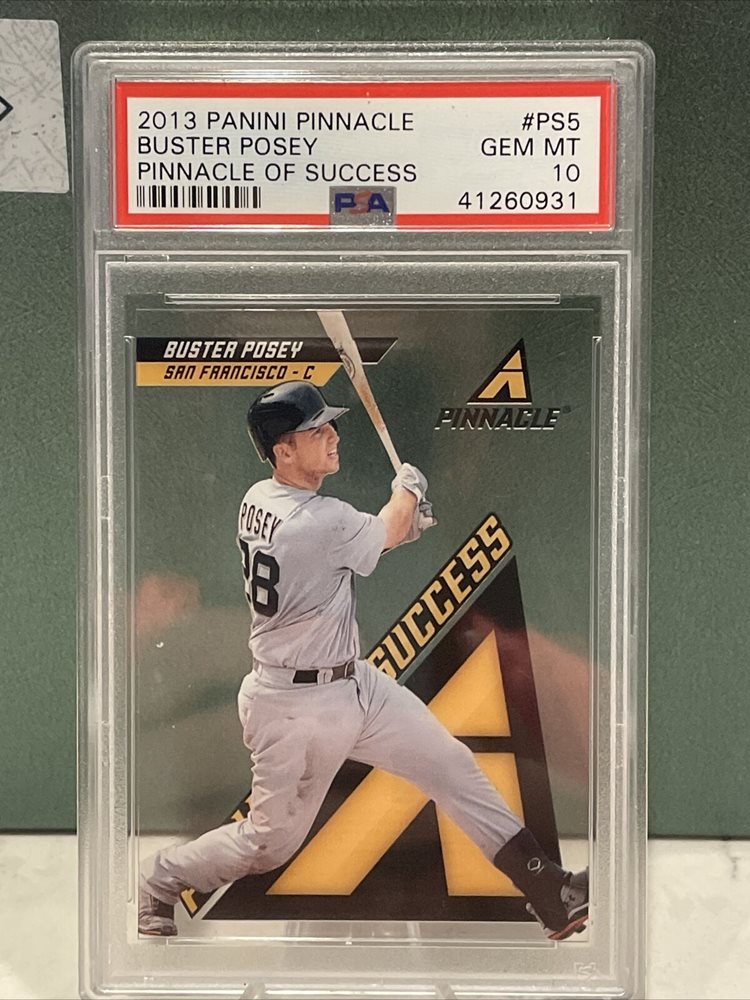 2013 PANINI PINNACLE #PS5
BUSTER POSEY GEM MT
PINNACLE OF SUCCESS 10
PSA 41260931
BUSTER POSEY
SAN FRANCISCO - C
PINNACLE®
POSEY
28
SUCCESS